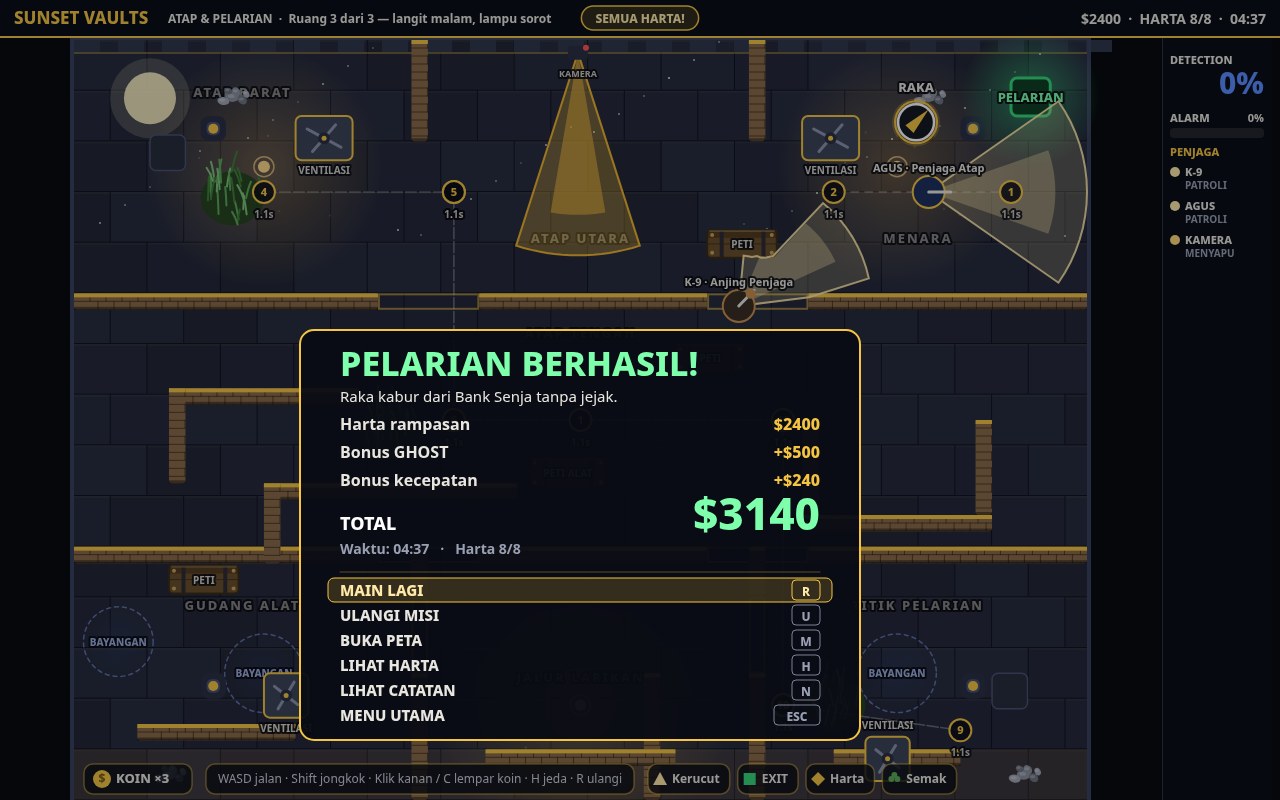 SUNSET VAULTS
ATAP & PELARIAN · Ruang 3 dari 3 — langit malam, lampu sorot
SEMUA HARTA!
$2400 · HARTA 8/8 · 04:37
DETECTION
0%
ALARM 0%
PENJAGA
K-9
PATROLI
AGUS
PATROLI
KAMERA
MENYAPU
KAMERA
RAKA
PELARIAN
VENTILASI
VENTILASI
AGUS · Penjaga Atap
4
1.1s
5
1.1s
2
1.1s
1
1.1s
ATAP UTARA
PETI
MENARA
K-9 · Anjing Penjaga
PELARIAN BERHASIL!
Raka kabur dari Bank Senja tanpa jejak.
Harta rampasan $2400
Bonus GHOST +$500
Bonus kecepatan +$240
TOTAL $3140
Waktu: 04:37 · Harta 8/8
MAIN LAGI R
ULANGI MISI U
BUKA PETA M
LIHAT HARTA H
LIHAT CATATAN N
MENU UTAMA ESC
PETI
GUDANG ALAT
BAYANGAN
BAYANGAN
VENTILA
ITIK PELARIAN
BAYANGAN
VENTILASI
9
1.1s
$ KOIN ×3
WASD jalan · Shift jongkok · Klik kanan / C lempar koin · H jeda · R ulangi
Kerucut
EXIT
Harta
Semak